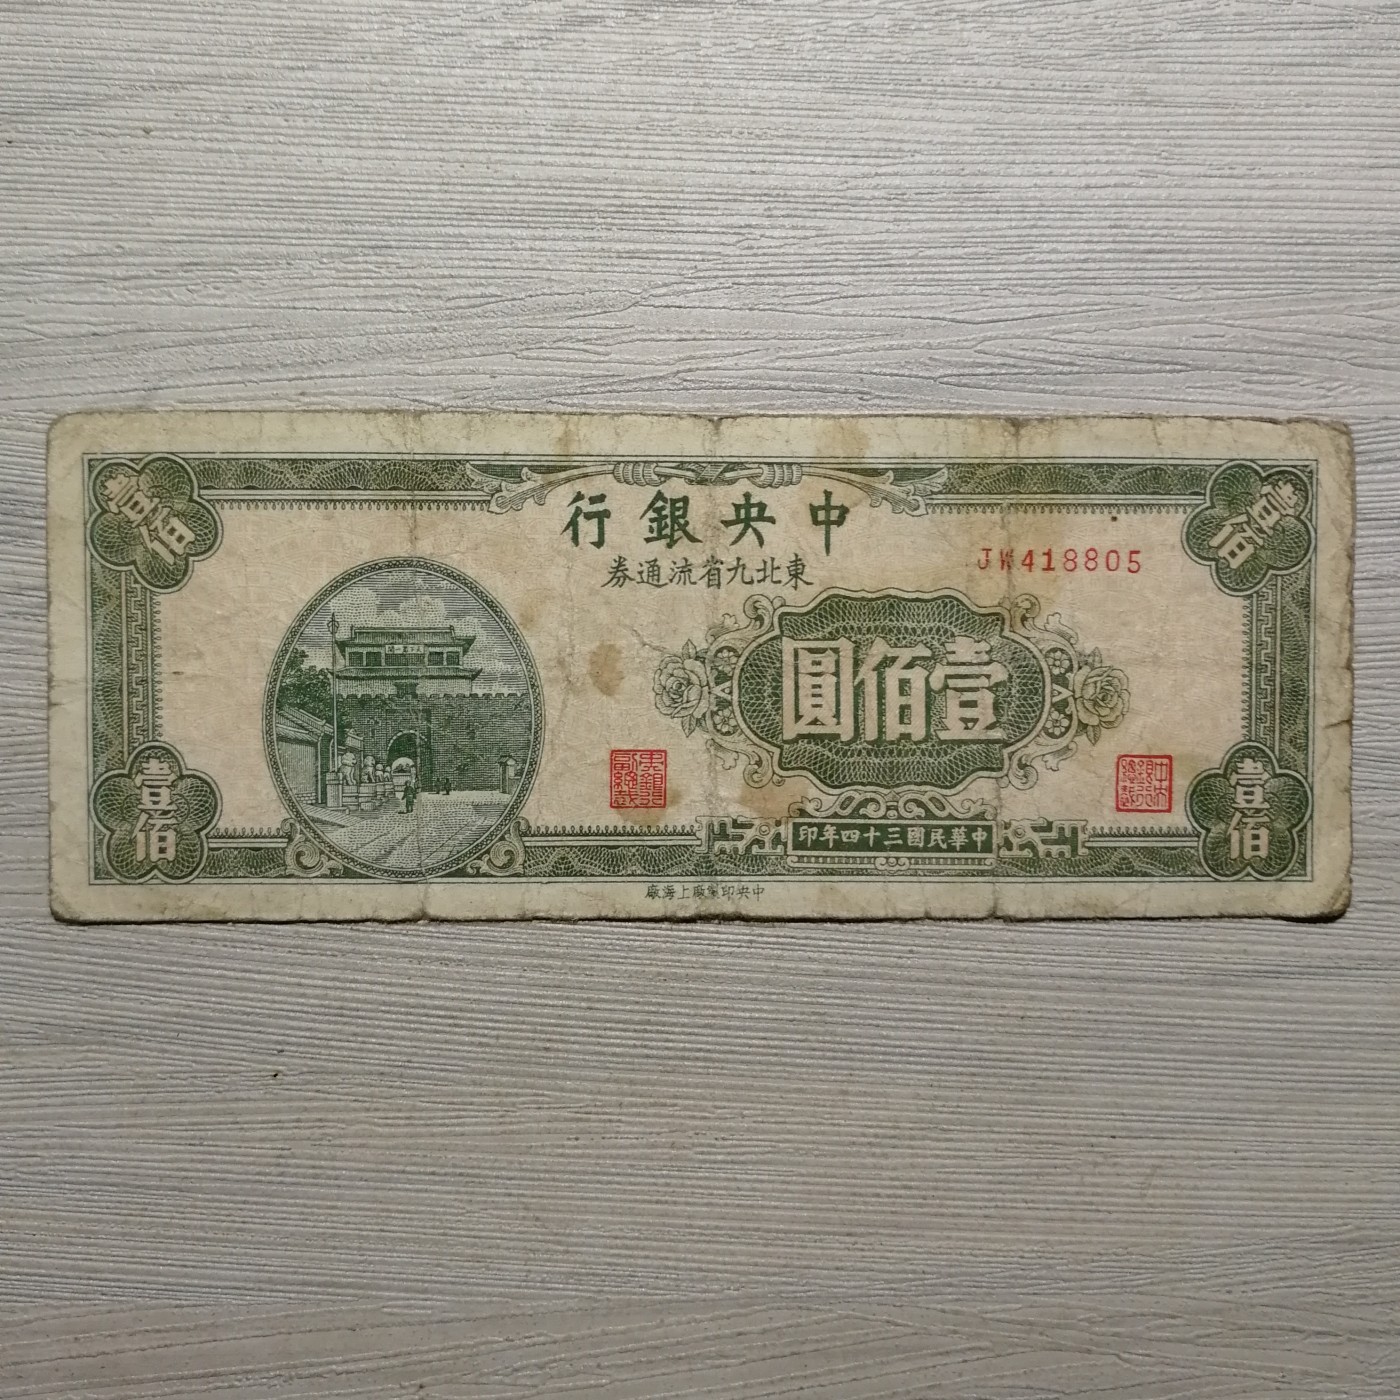 中央銀行
東北九省流通券
JW418805
壹佰圓
壹佰
壹佰
壹佰
壹佰
中華民國三十四年印
中央印製廠上海廠